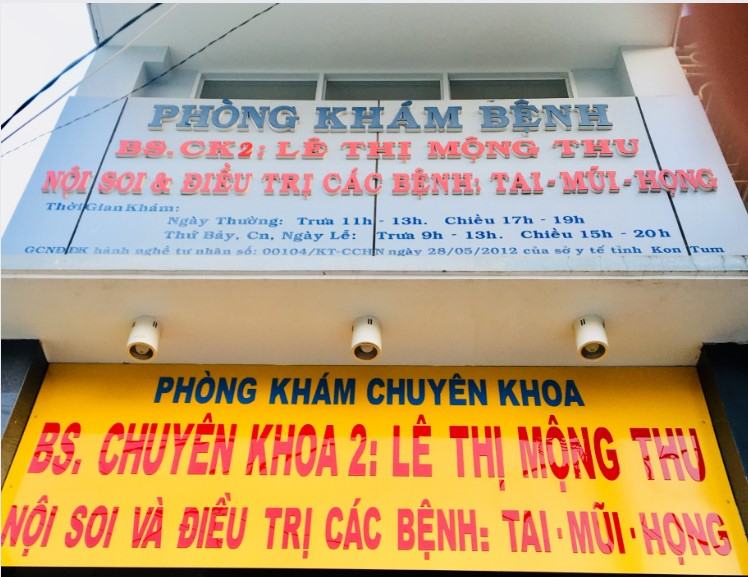 PHÒNG KHÁM BỆNH
BS.CK2: LÊ THỊ MỘNG THU
NỘI SOI & ĐIỀU TRỊ CÁC BỆNH: TAI - MŨI - HỌNG
Thời Gian Khám:
Ngày Thường: Trưa 11h - 13h. Chiều 17h - 19h
Thứ Bảy, Cn, Ngày Lễ: Trưa 9h - 13h. Chiều 15h - 20h
GCNĐĐK hành nghề tư nhân số: 00104/KT-CCHN ngày 28/05/2012 của sở y tế tỉnh Kon Tum
PHÒNG KHÁM CHUYÊN KHOA
BS. CHUYÊN KHOA 2: LÊ THỊ MỘNG THU
NỘI SOI VÀ ĐIỀU TRỊ CÁC BỆNH: TAI - MŨI - HỌNG